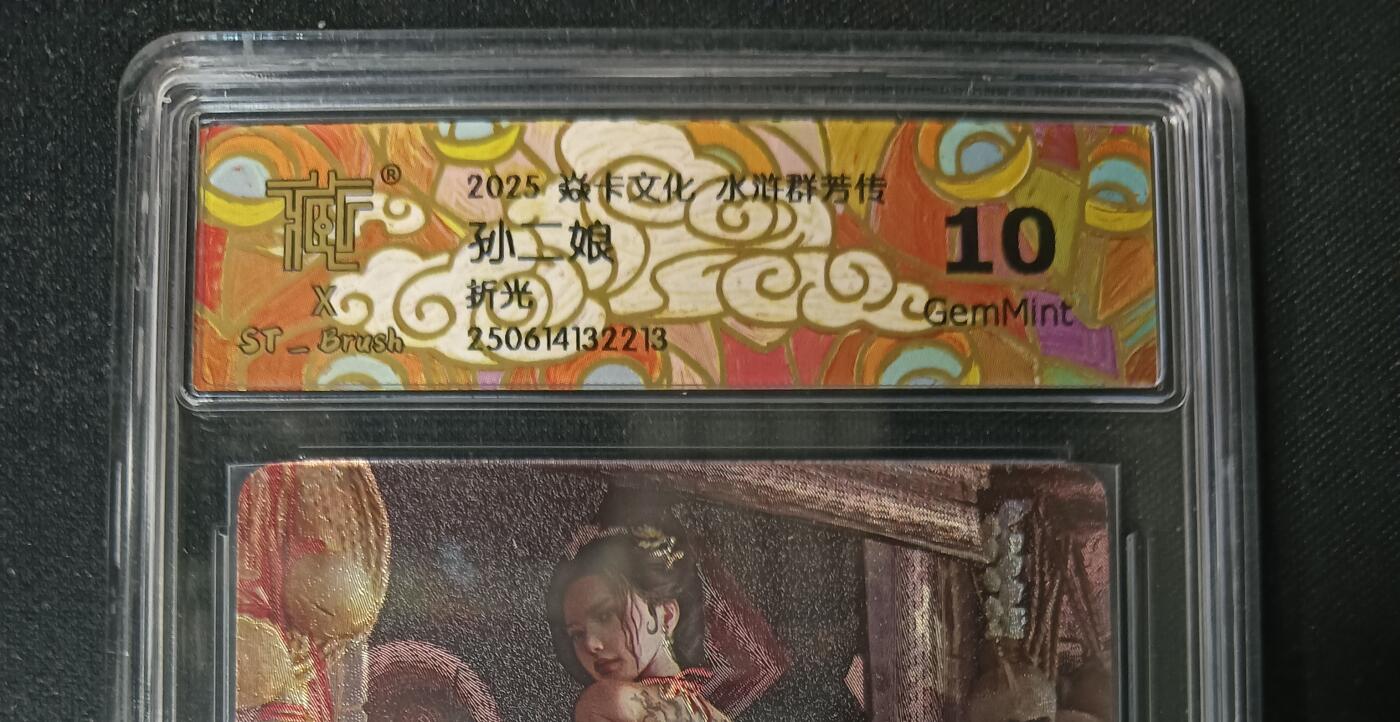 ®
2025 焱卡文化 水浒群芳传
孙二娘
折光
250614132213
X
ST_Brush
10
GemMint